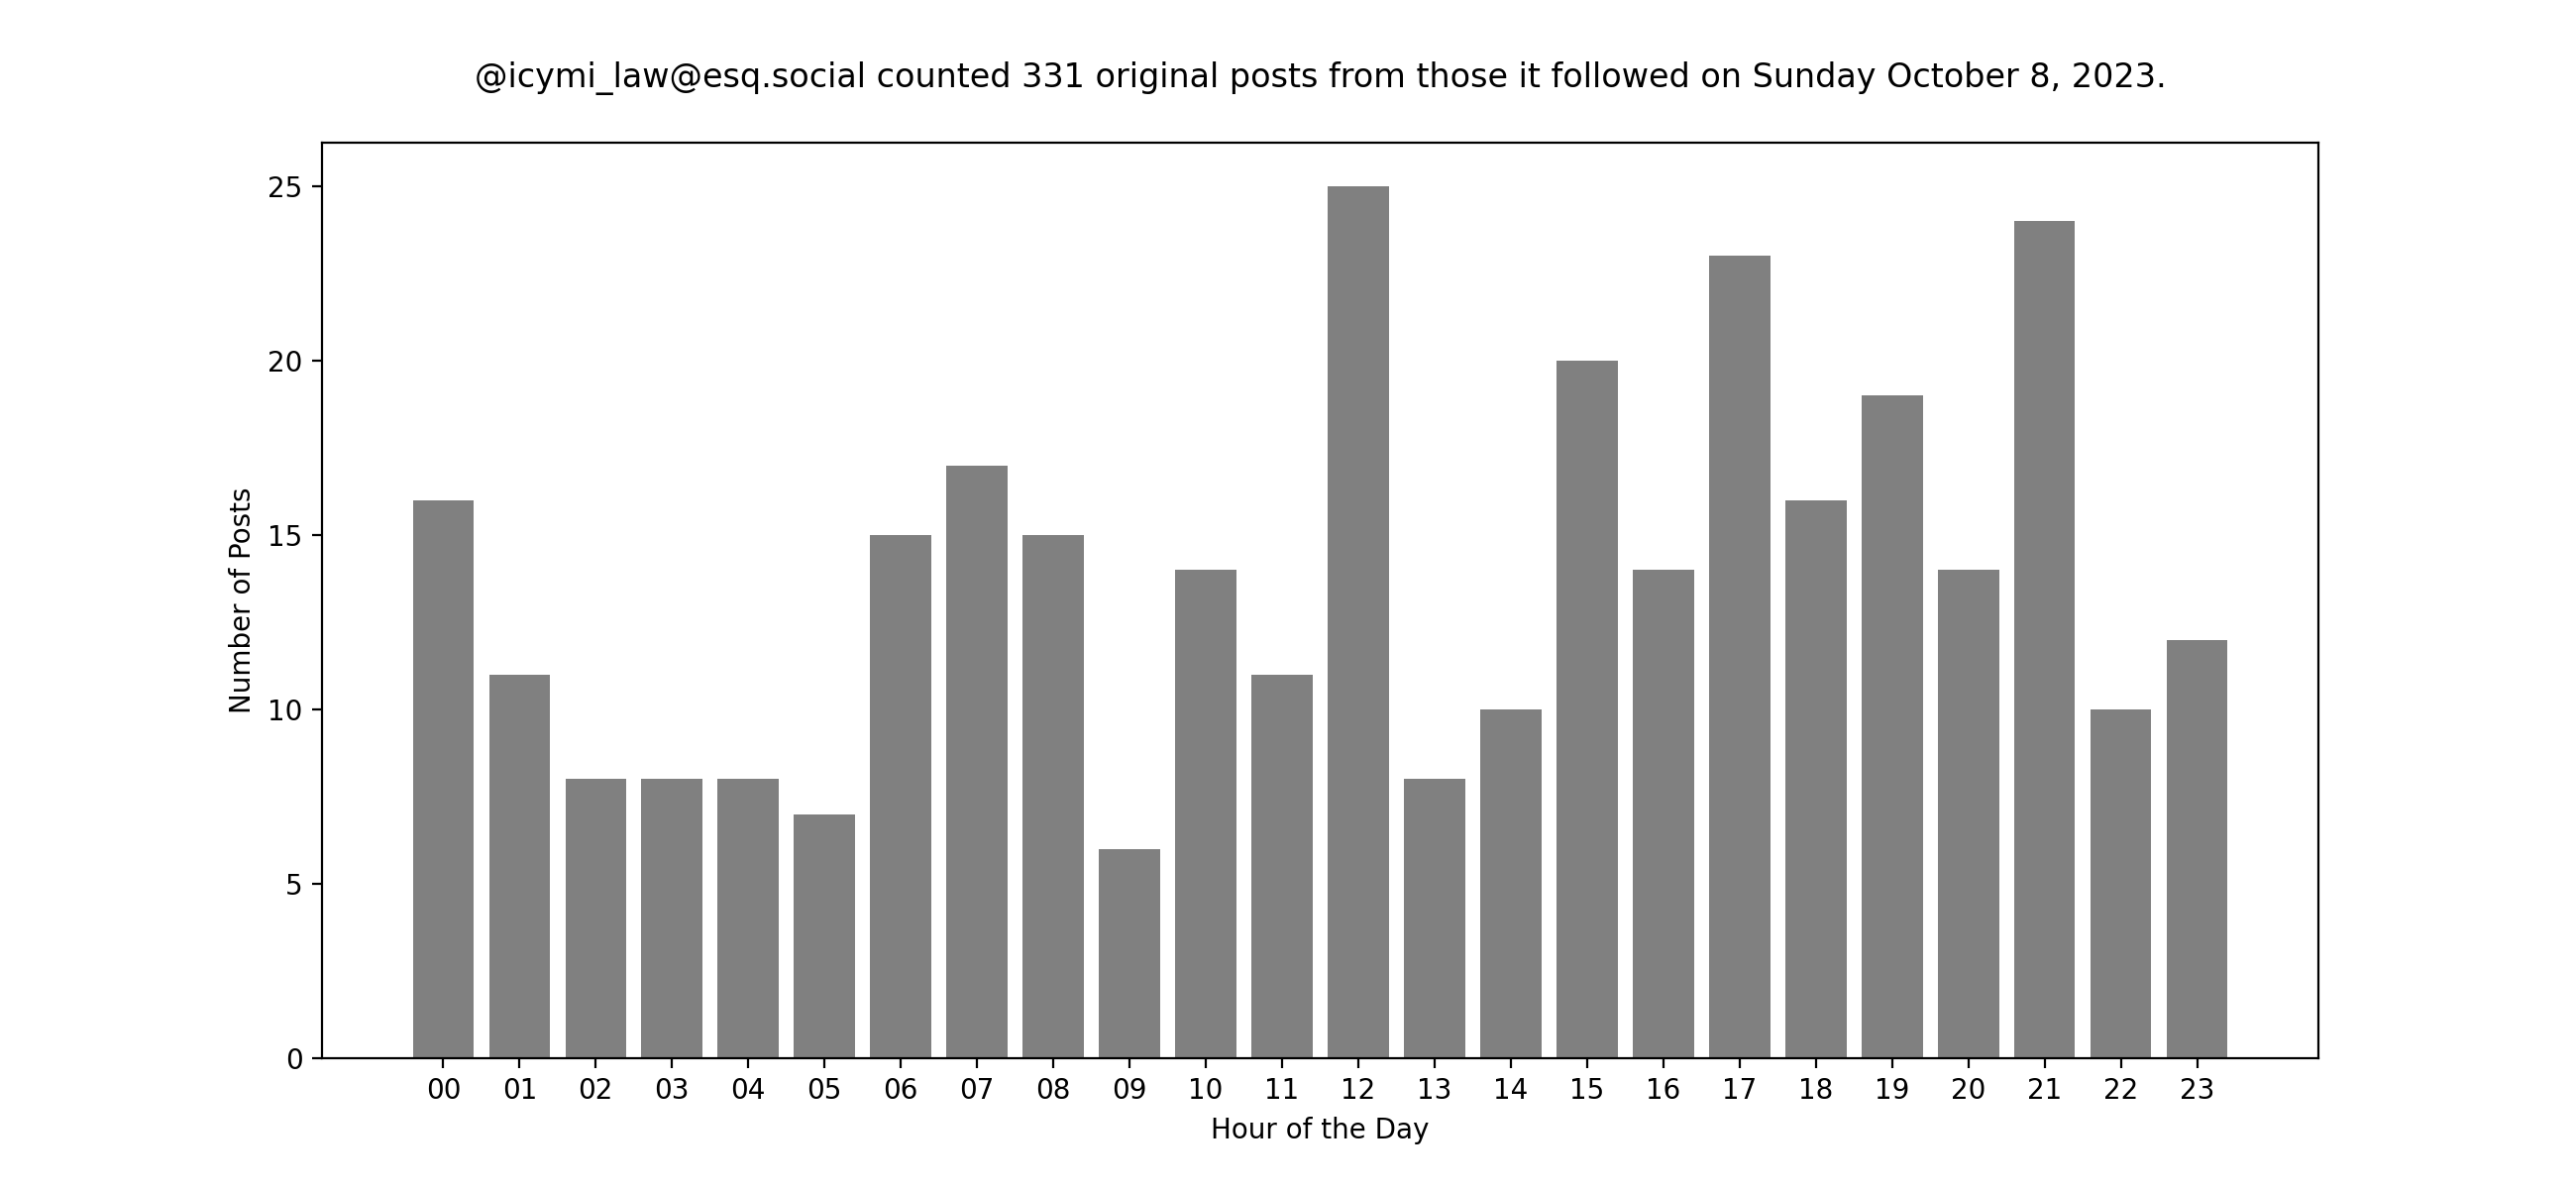 @icymi_law@esq.social counted 331 original posts from those it followed on Sunday October 8, 2023.
25
20
15
10
5
0
Number of Posts
00 01 02 03 04 05 06 07 08 09 10 11 12 13 14 15 16 17 18 19 20 21 22 23
Hour of the Day